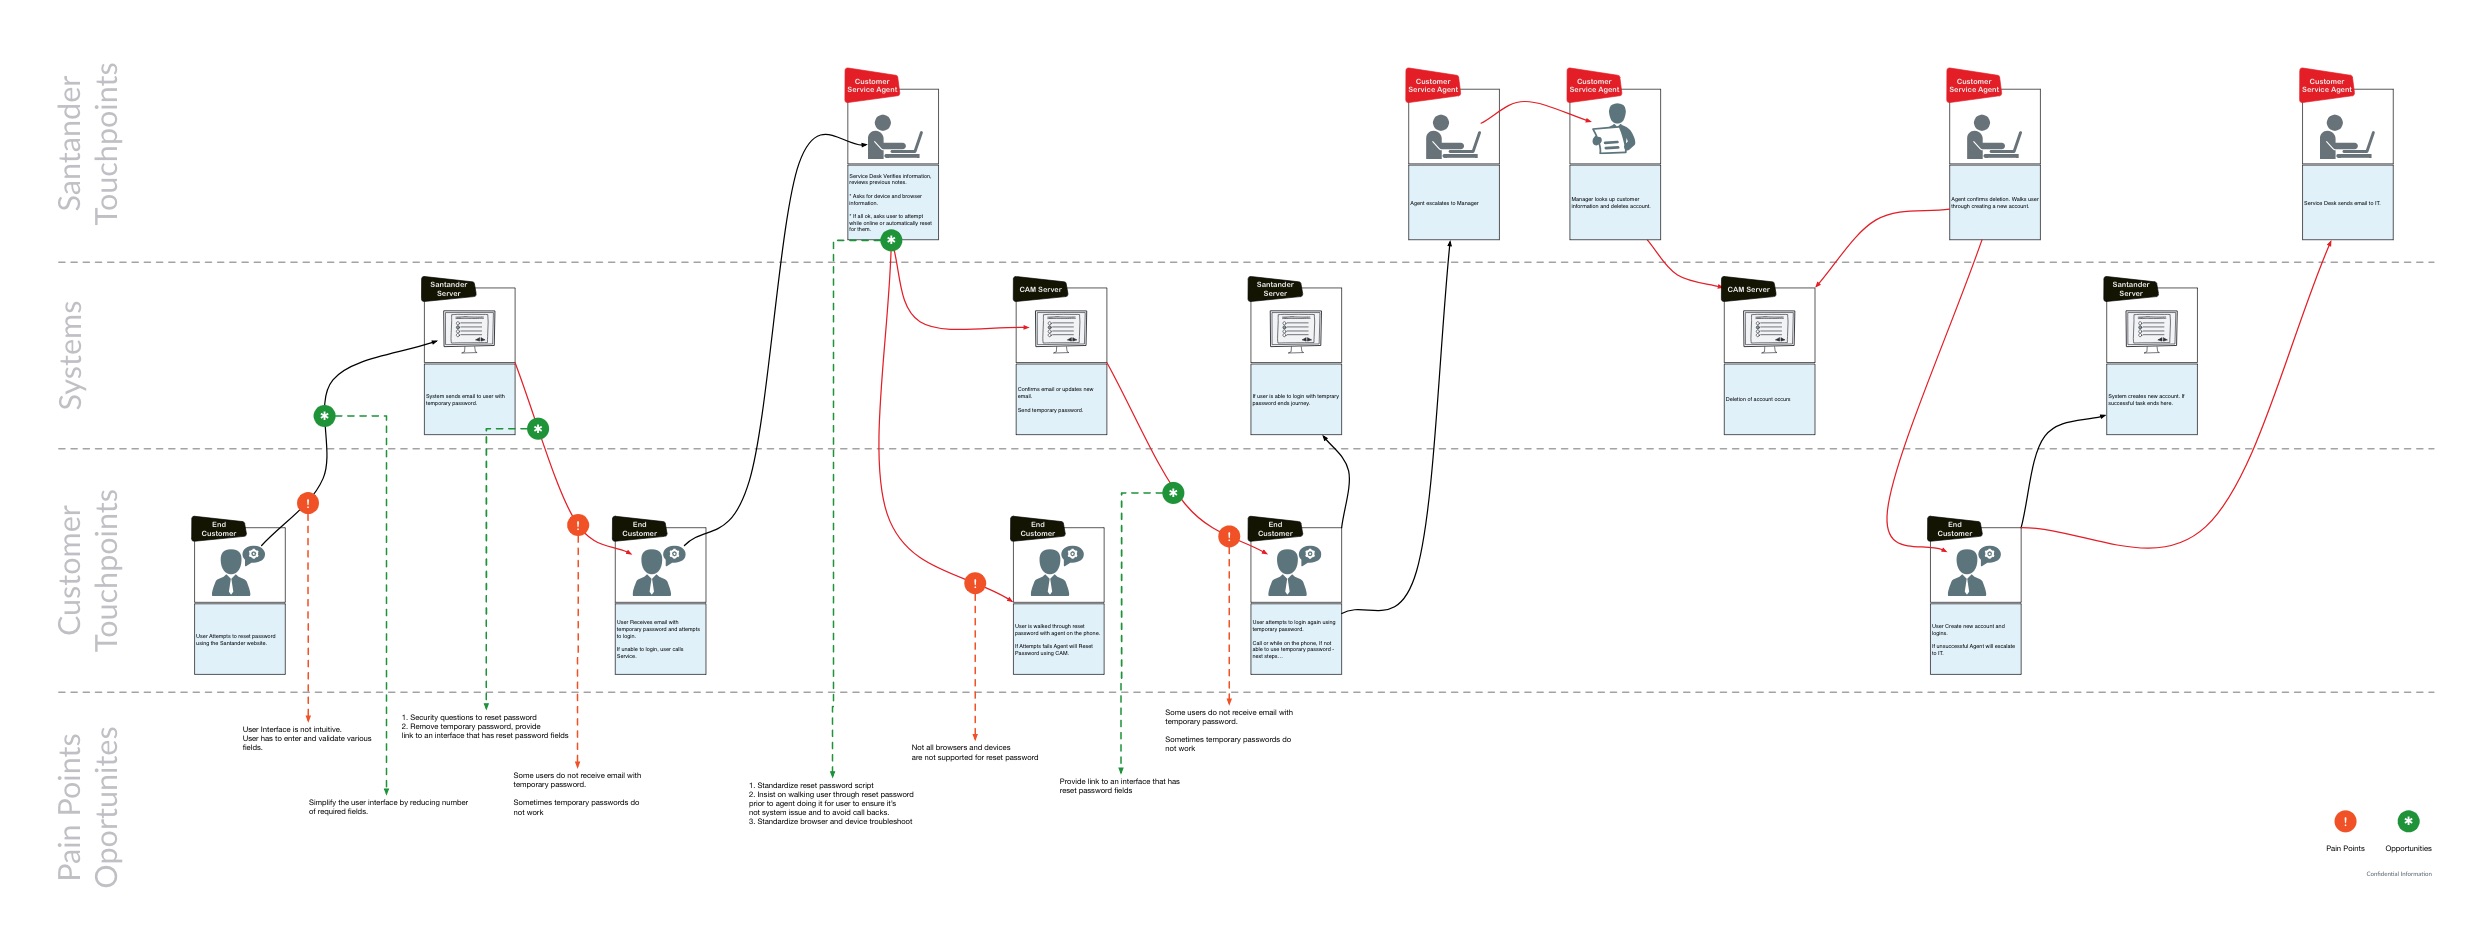 Santander
Touchpoints
Customer
Service Agent
Service Desk Verifies information,
reviews previous notes.
* Asks for device and browser
information.
* If all ok, asks user to attempt
while online or automatically reset
for them.
Customer
Service Agent
Agent escalates to Manager
Customer
Service Agent
Manager looks up customer
information and deletes account.
Customer
Service Agent
Agent confirms deletion. Walks user
through creating a new account.
Customer
Service Agent
Service Desk sends email to IT.
Systems
Santander
Server
System sends email to user with
temporary password.
CAM Server
Confirms email or updates new
email.
Send temporary password.
Santander
Server
If user is able to login with temprary
password ends journey.
CAM Server
Deletion of account occurs
Santander
Server
System creates new account. If
successful task ends here.
Customer
Touchpoints
End
Customer
User Attempts to reset password
using the Santander website.
End
Customer
User Receives email with
temporary password and attempts
to login.
If unable to login, user calls
Service.
End
Customer
User is walked through reset
password with agent on the phone.
If Attempts fails Agent will Reset
Password using CAM.
End
Customer
User attempts to login again using
temporary password.
Call or while on the phone, If not
able to use temporary password -
next steps...
End
Customer
User Create new account and
logins.
If unsuccessful Agent will escalate
to IT.
Pain Points
Oportunites
User Interface is not intuitive.
User has to enter and validate various
fields.
Simplify the user interface by reducing number
of required fields.
1. Security questions to reset password
2. Remove temporary password, provide
link to an interface that has reset password fields
Some users do not receive email with
temporary password.
Sometimes temporary passwords do
not work
1. Standardize reset password script
2. Insist on walking user through reset password
prior to agent doing it for user to ensure it's
not system issue and to avoid call backs.
3. Standardize browser and device troubleshoot
Not all browsers and devices
are not supported for reset password
Provide link to an interface that has
reset password fields
Some users do not receive email with
temporary password.
Sometimes temporary passwords do
not work
Pain Points
Opportunities
Confidential Information